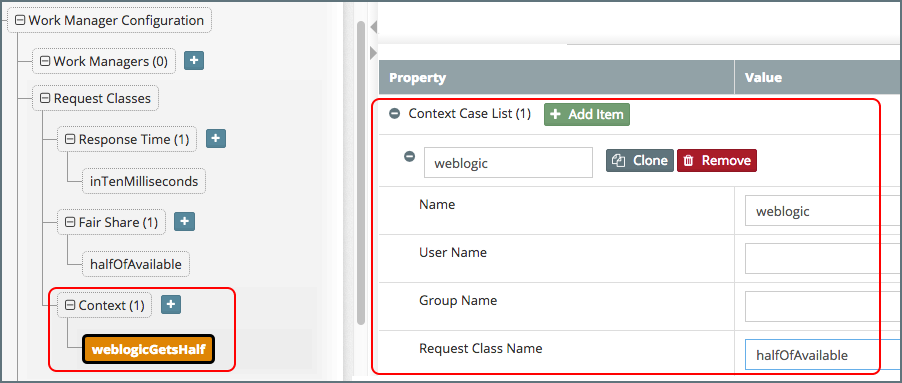 Work Manager Configuration
Work Managers (0)
Request Classes
Response Time (1)
inTenMilliseconds
Fair Share (1)
halfOfAvailable
Context (1)
weblogicGetsHalf
Property Value
Context Case List (1) Add Item
weblogic Clone Remove
Name weblogic
User Name
Group Name
Request Class Name halfOfAvailable